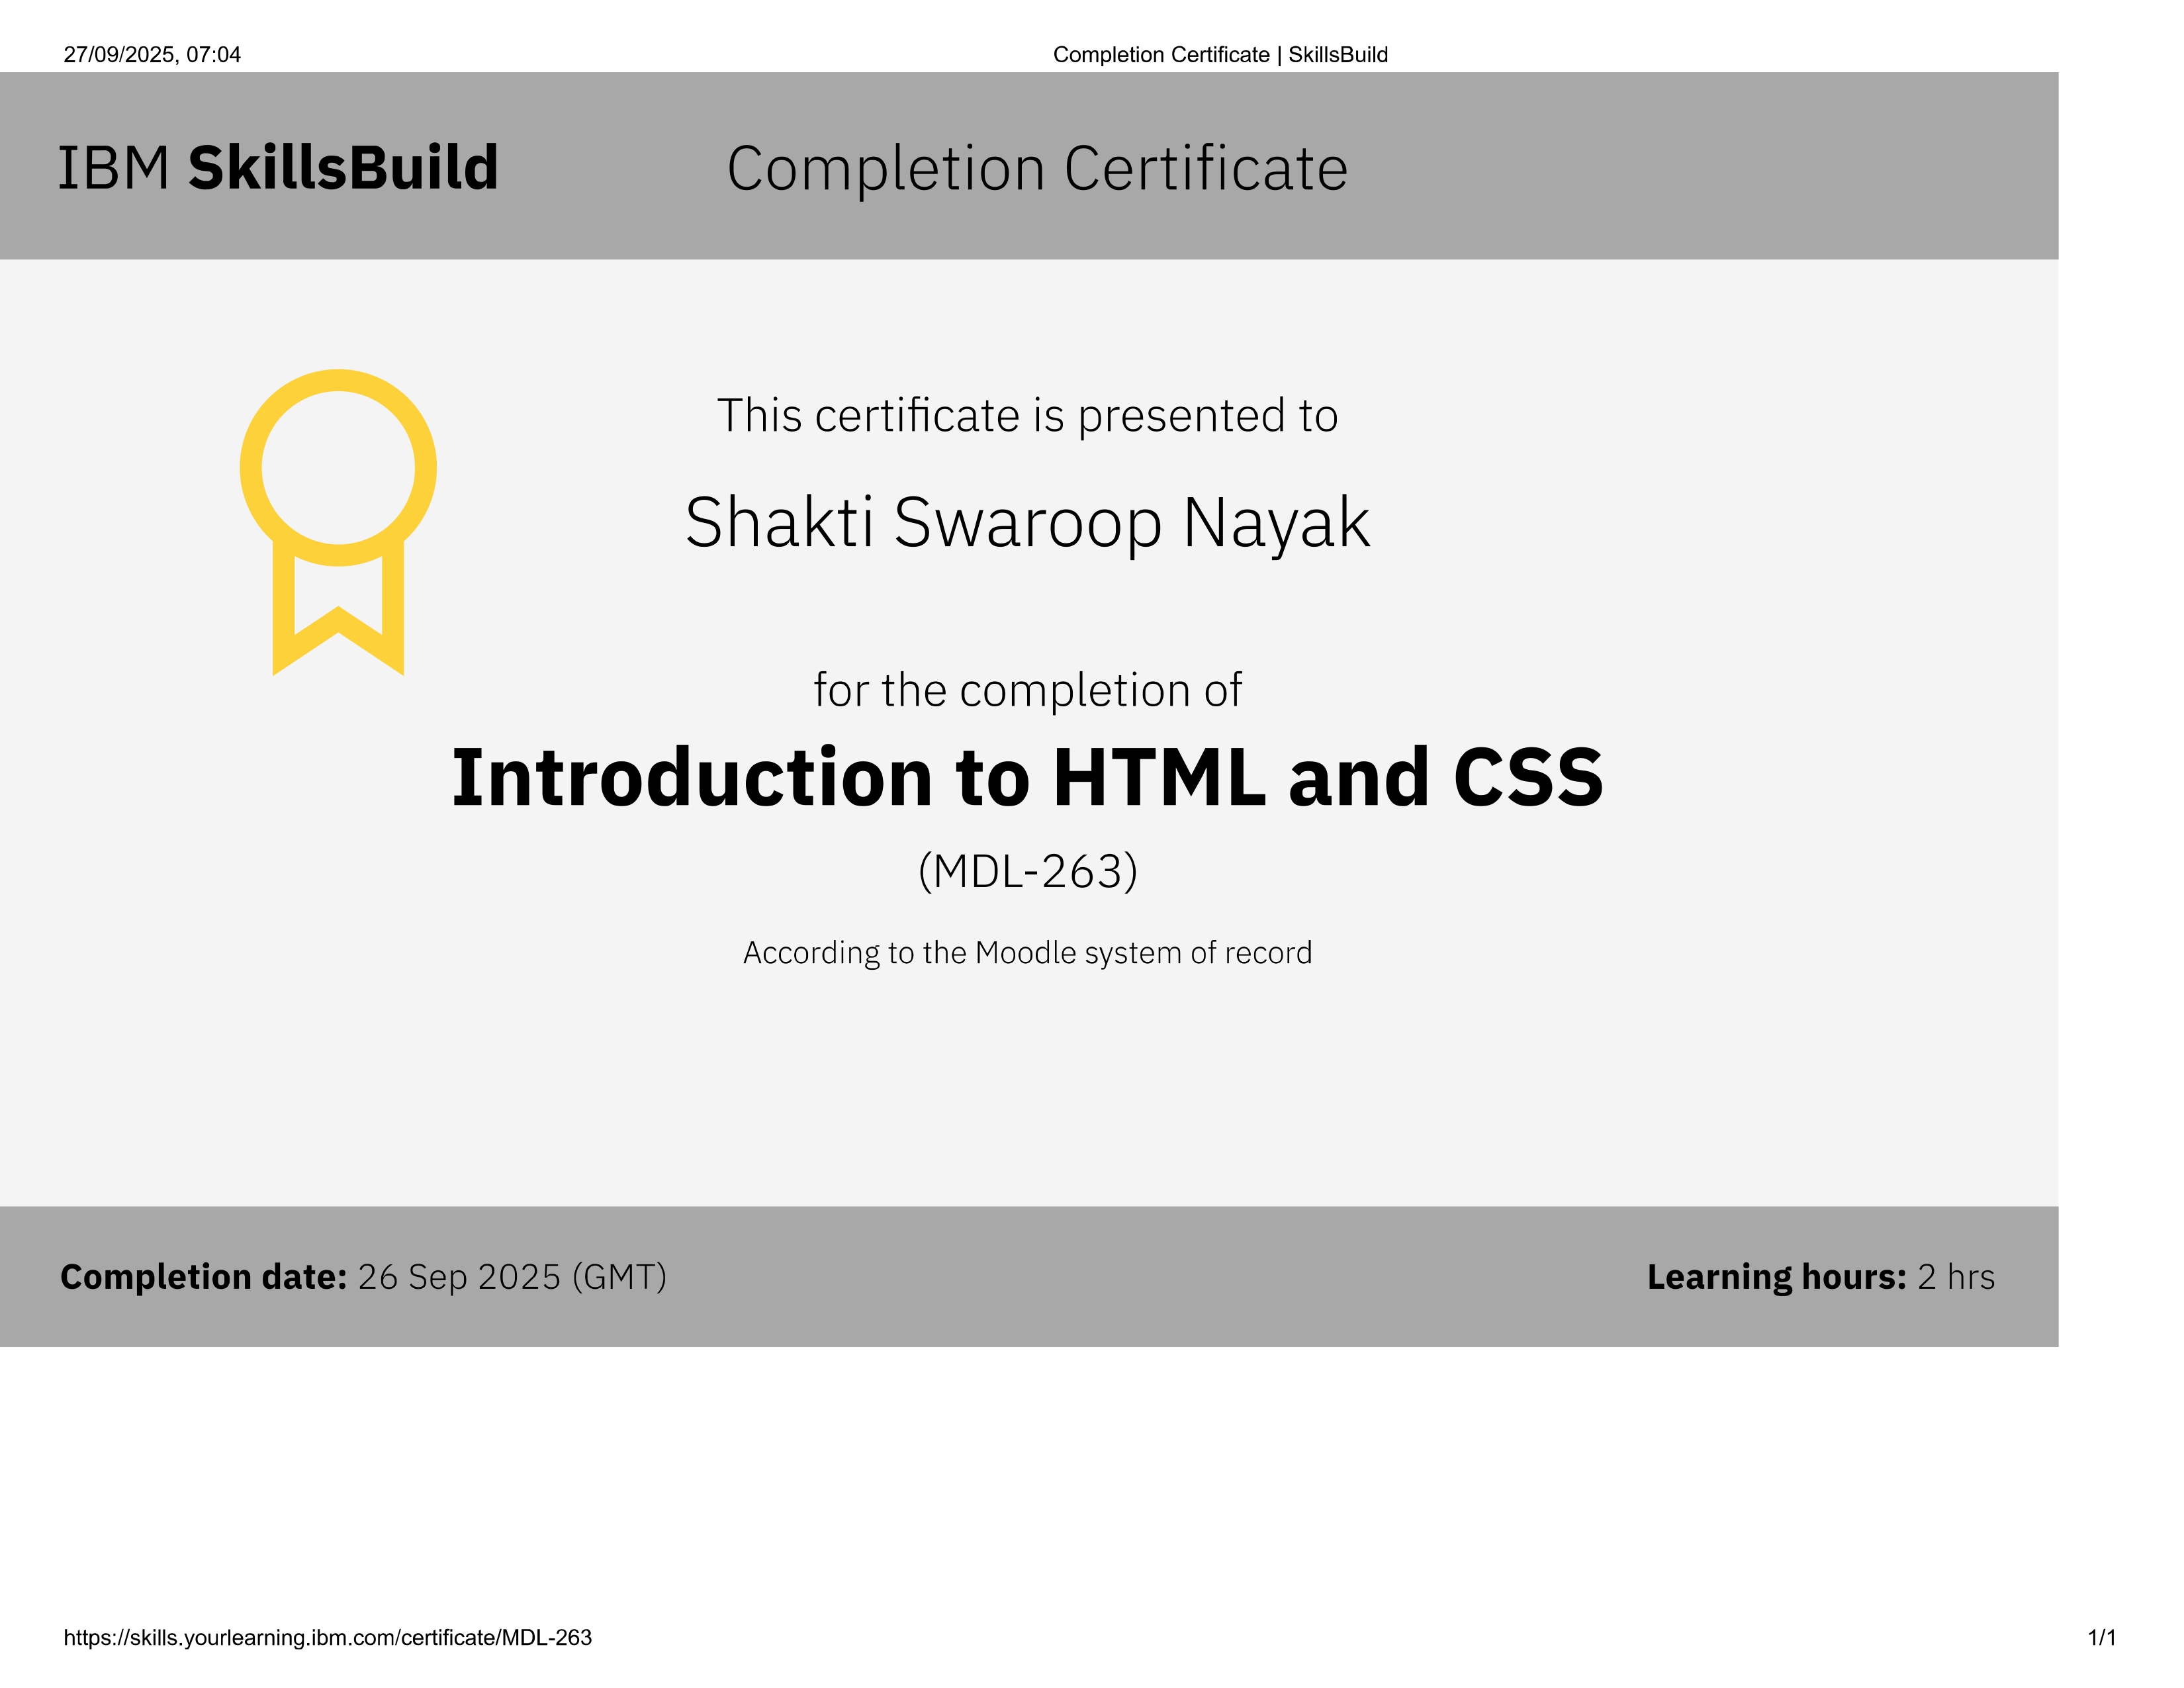 27/09/2025, 07:04
Completion Certificate | SkillsBuild
IBM SkillsBuild
Completion Certificate
This certificate is presented to
Shakti Swaroop Nayak
for the completion of
Introduction to HTML and CSS
(MDL-263)
According to the Moodle system of record
Completion date: 26 Sep 2025 (GMT)
Learning hours: 2 hrs
https://skills.yourlearning.ibm.com/certificate/MDL-263
1/1